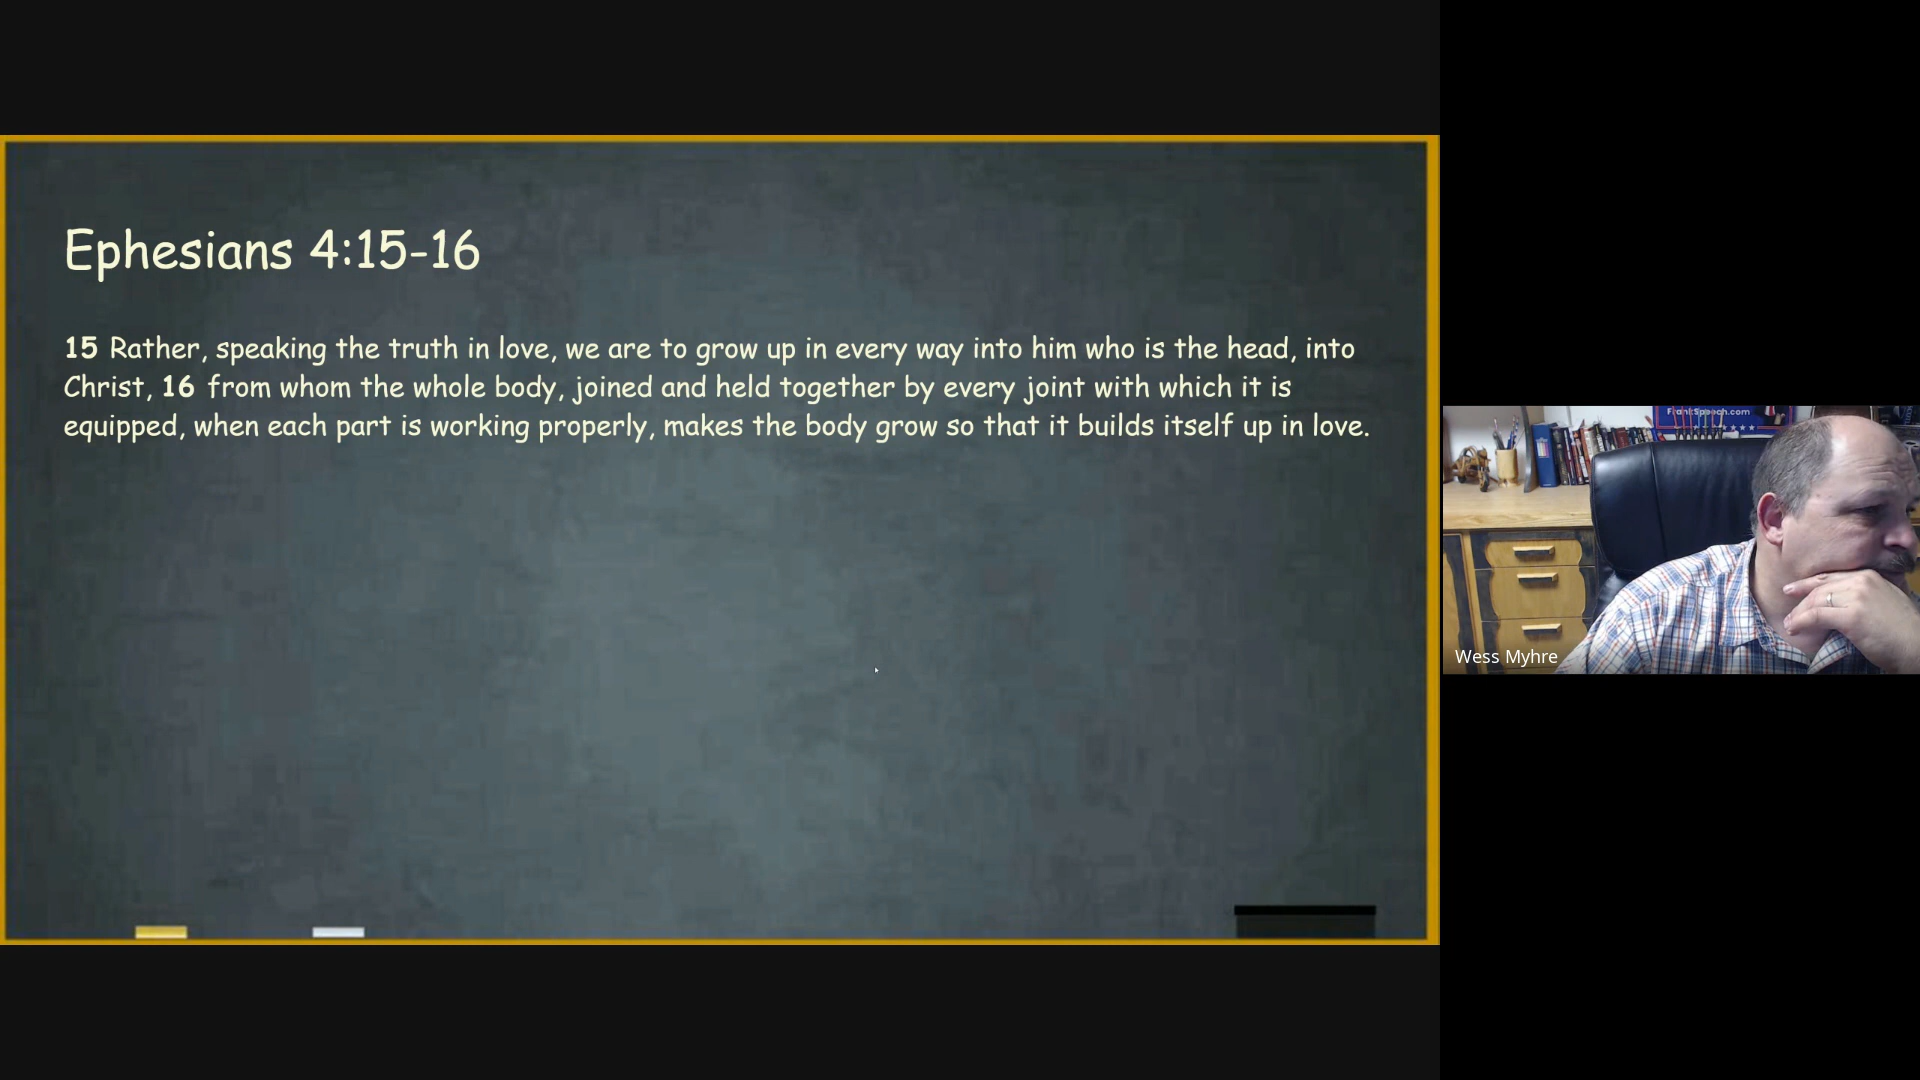 Ephesians 4:15-16
15 Rather, speaking the truth in love, we are to grow up in every way into him who is the head, into
Christ, 16 from whom the whole body, joined and held together by every joint with which it is
equipped, when each part is working properly, makes the body grow so that it builds itself up in love.
FrankSpeech.com
Wess Myhre